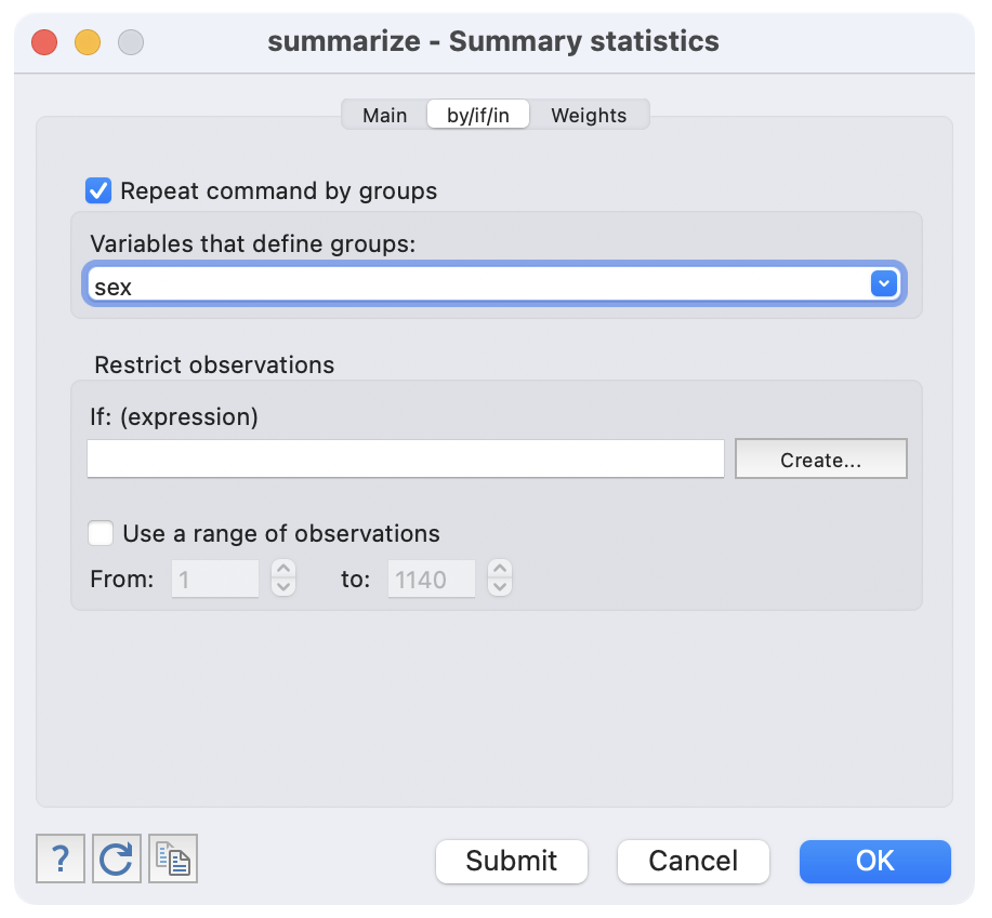 summarize - Summary statistics
Main by/if/in Weights
Repeat command by groups
Variables that define groups:
sex
Restrict observations
If: (expression)
Create...
Use a range of observations
From: 1 to: 1140
? Submit Cancel OK